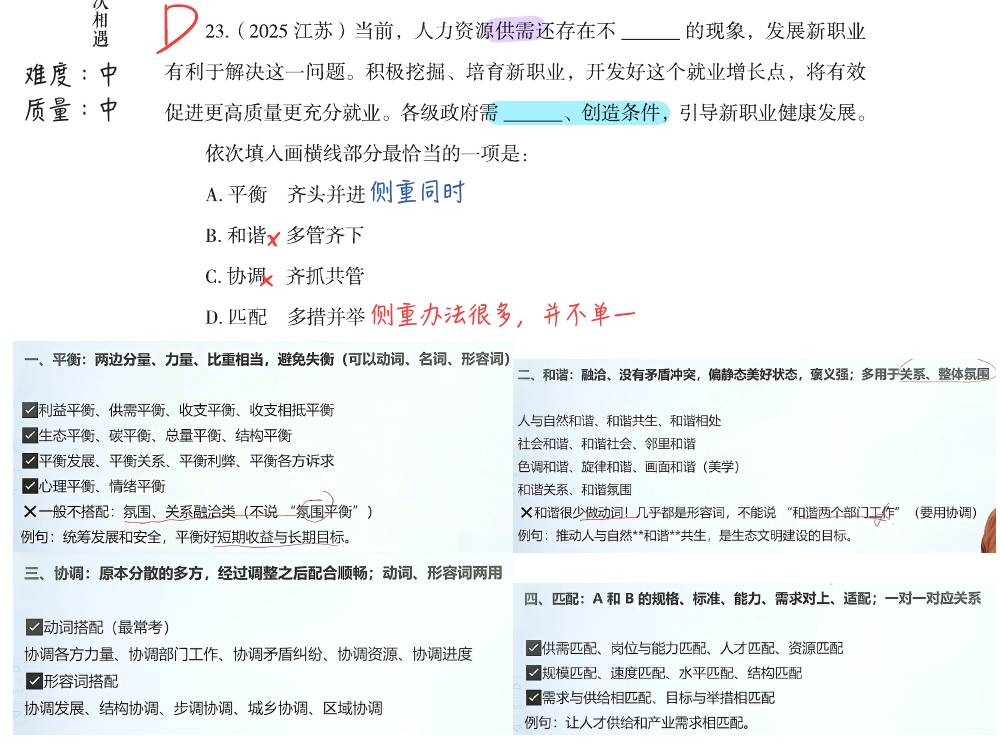 次相遇
难度：中
质量：中
D
23.（2025 江苏）当前，人力资源供需还存在不 ______ 的现象，发展新职业
有利于解决这一问题。积极挖掘、培育新职业，开发好这个就业增长点，将有效
促进更高质量更充分就业。各级政府需 ______、创造条件，引导新职业健康发展。
依次填入画横线部分最恰当的一项是：
A. 平衡 齐头并进 侧重同时
B. 和谐 多管齐下
C. 协调 齐抓共管
D. 匹配 多措并举 侧重办法很多，并不单一
一、平衡：两边分量、力量、比重相当，避免失衡（可以动词、名词、形容词）
✓利益平衡、供需平衡、收支平衡、收支相抵平衡
✓生态平衡、碳平衡、总量平衡、结构平衡
✓平衡发展、平衡关系、平衡利弊、平衡各方诉求
✓心理平衡、情绪平衡
✕一般不搭配：氛围、关系融洽类（不说“氛围平衡”）
例句：统筹发展和安全，平衡好短期收益与长期目标。
二、和谐：融洽、没有矛盾冲突，偏静态美好状态，褒义强；多用于关系、整体氛围
人与自然和谐、和谐共生、和谐相处
社会和谐、和谐社会、邻里和谐
色调和谐、旋律和谐、画面和谐（美学）
和谐关系、和谐氛围
✕和谐很少做动词！几乎都是形容词，不能说“和谐两个部门工作”（要用协调）
例句：推动人与自然**和谐**共生，是生态文明建设的目标。
三、协调：原本分散的多方，经过调整之后配合顺畅；动词、形容词两用
✓动词搭配（最常考）
协调各方力量、协调部门工作、协调矛盾纠纷、协调资源、协调进度
✓形容词搭配
协调发展、结构协调、步调协调、城乡协调、区域协调
四、匹配：A 和 B 的规格、标准、能力、需求对上、适配；一对一对应关系
✓供需匹配、岗位与能力匹配、人才匹配、资源匹配
✓规模匹配、速度匹配、水平匹配、结构匹配
✓需求与供给相匹配、目标与举措相匹配
例句：让人才供给和产业需求相匹配。